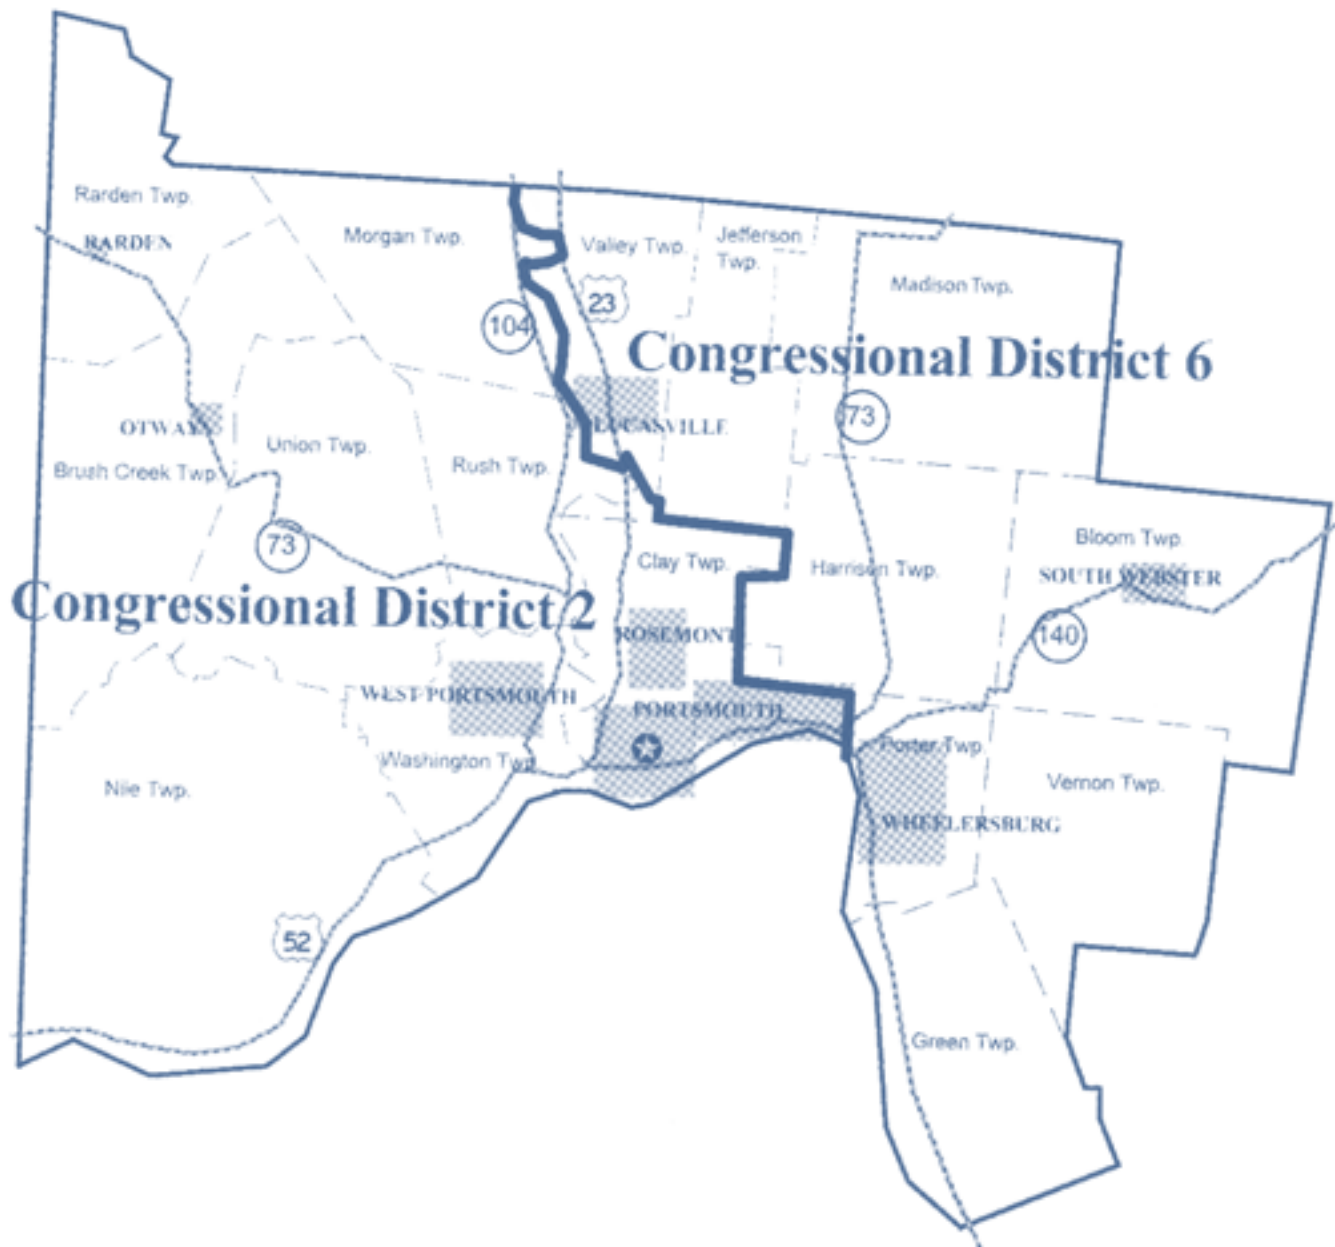 Rarden Twp.
RARDEN
Morgan Twp.
Valley Twp.
Jefferson
Twp.
Madison Twp.
23
104
Congressional District 6
73
OTWAY
LUCASVILLE
Union Twp.
Brush Creek Twp.
Rush Twp.
73
Clay Twp.
Harrison Twp.
Bloom Twp.
SOUTH WEBSTER
Congressional District 2
ROSEMONT
140
WEST PORTSMOUTH
PORTSMOUTH
Washington Twp.
Porter Twp.
Nile Twp.
Vernon Twp.
WHEELERSBURG
52
Green Twp.